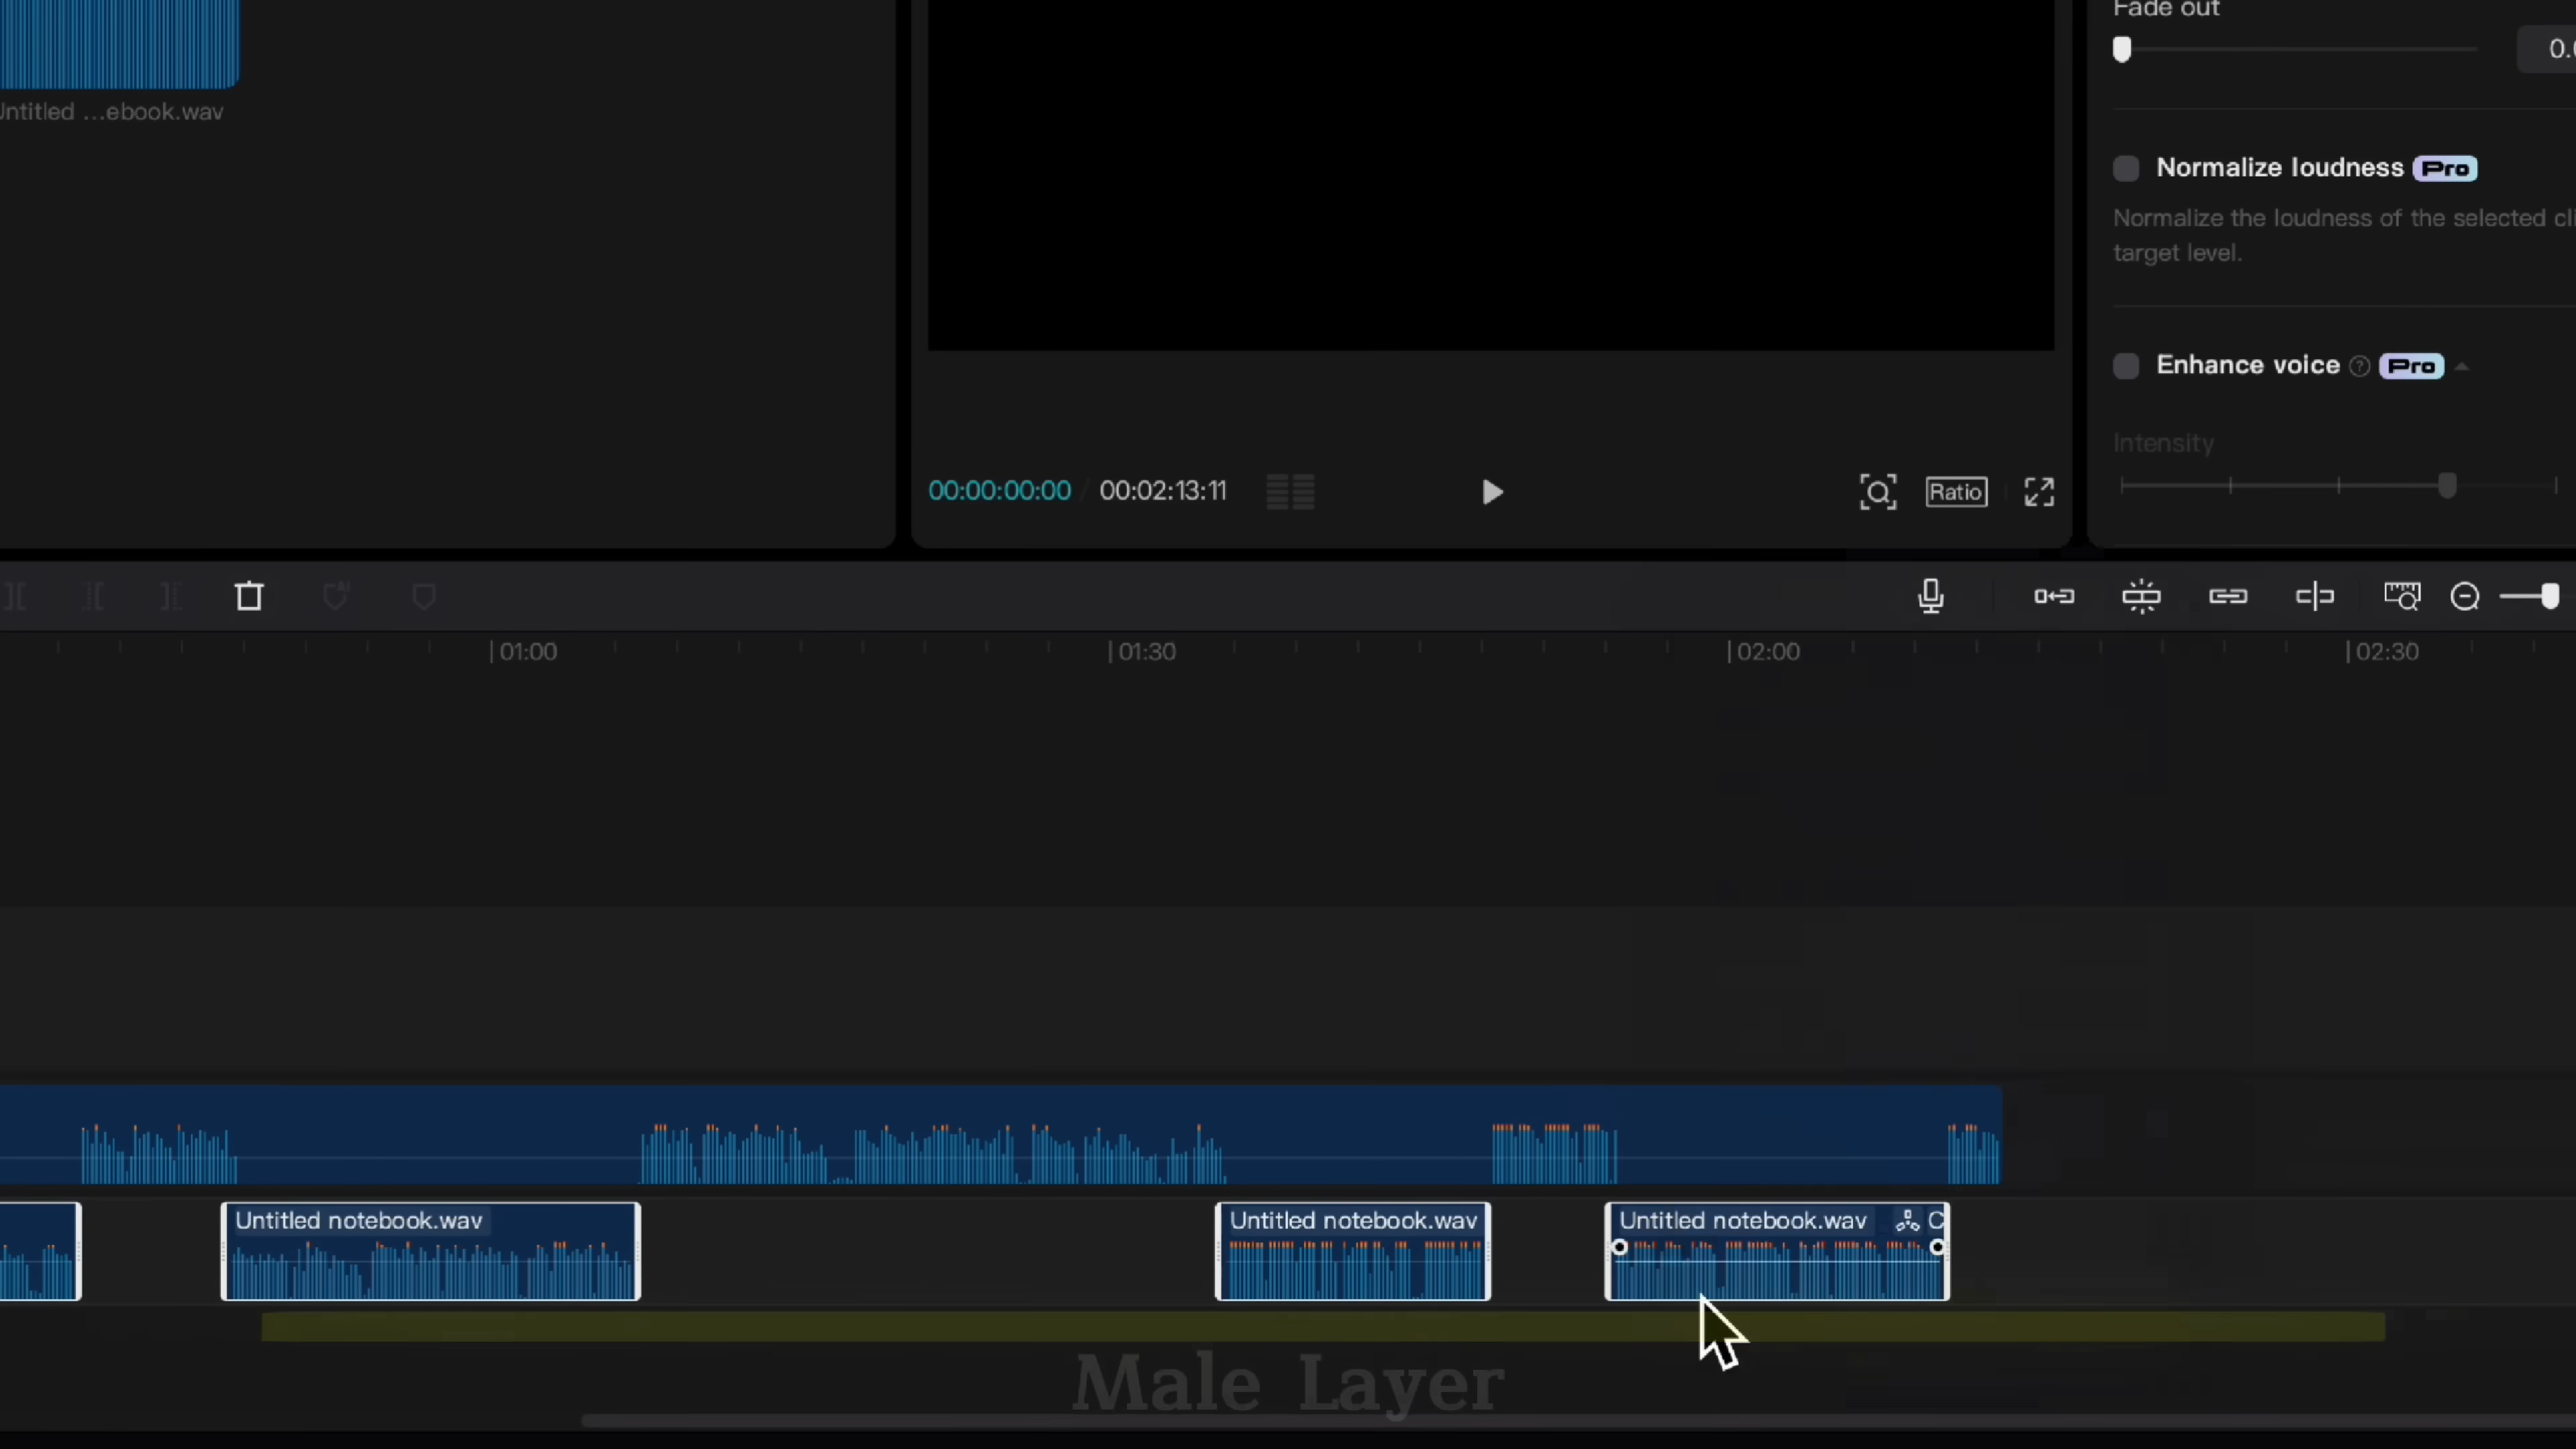 Fade out
Untitled ...ebook.wav
Normalize loudness Pro
Normalize the loudness of the selected
target level.
Enhance voice ? Pro
Intensity
00:00:00:00 / 00:02:13:11
Ratio
01:00
01:30
02:00
02:30
Untitled notebook.wav
Untitled notebook.wav
Untitled notebook.wav
Male Layer